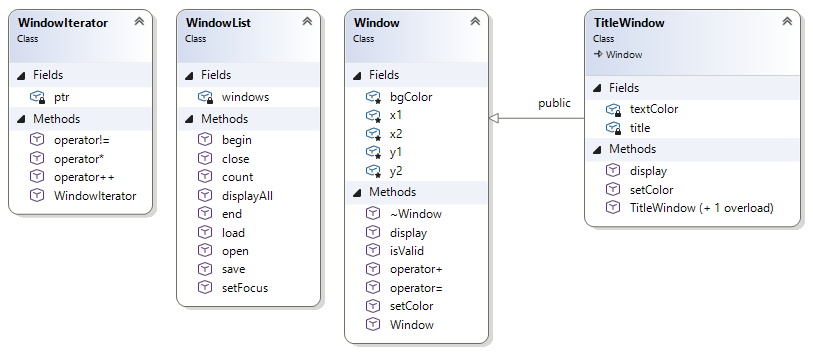 WindowIterator
Class
Fields
ptr
Methods
operator!=
operator*
operator++
WindowIterator
WindowList
Class
Fields
windows
Methods
begin
close
count
displayAll
end
load
open
save
setFocus
Window
Class
Fields
bgColor
x1
x2
y1
y2
Methods
~Window
display
isValid
operator+
operator=
setColor
Window
public
TitleWindow
Class
Window
Fields
textColor
title
Methods
display
setColor
TitleWindow (+ 1 overload)